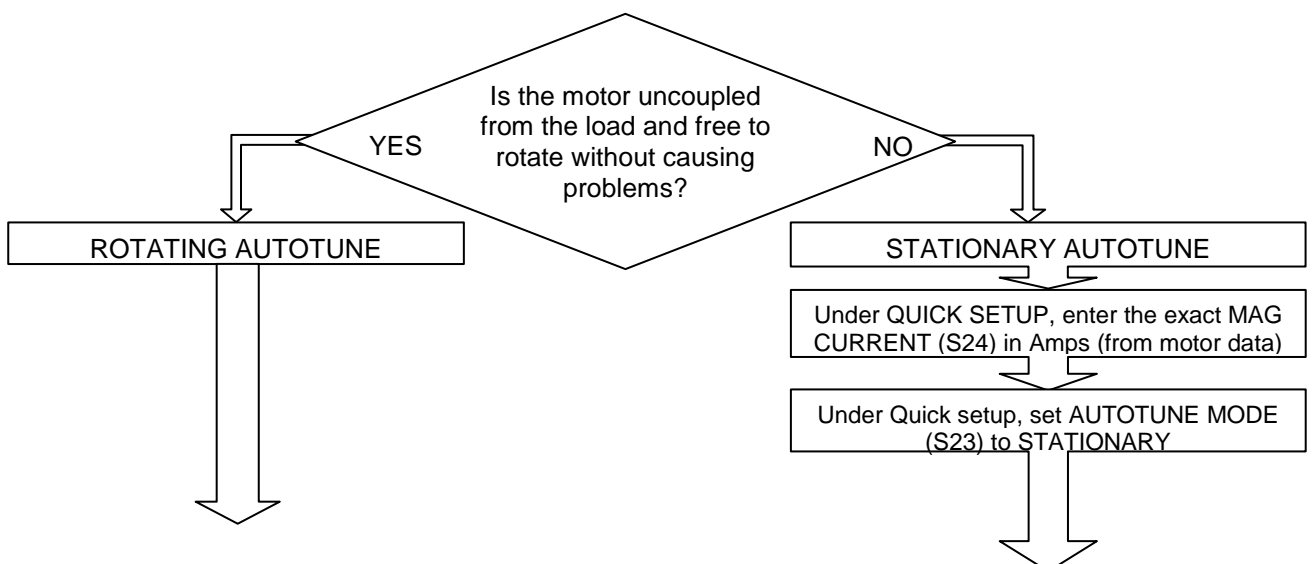 Is the motor uncoupled
from the load and free to
rotate without causing
problems?
YES
NO
ROTATING AUTOTUNE
STATIONARY AUTOTUNE
Under QUICK SETUP, enter the exact MAG
CURRENT (S24) in Amps (from motor data)
Under Quick setup, set AUTOTUNE MODE
(S23) to STATIONARY